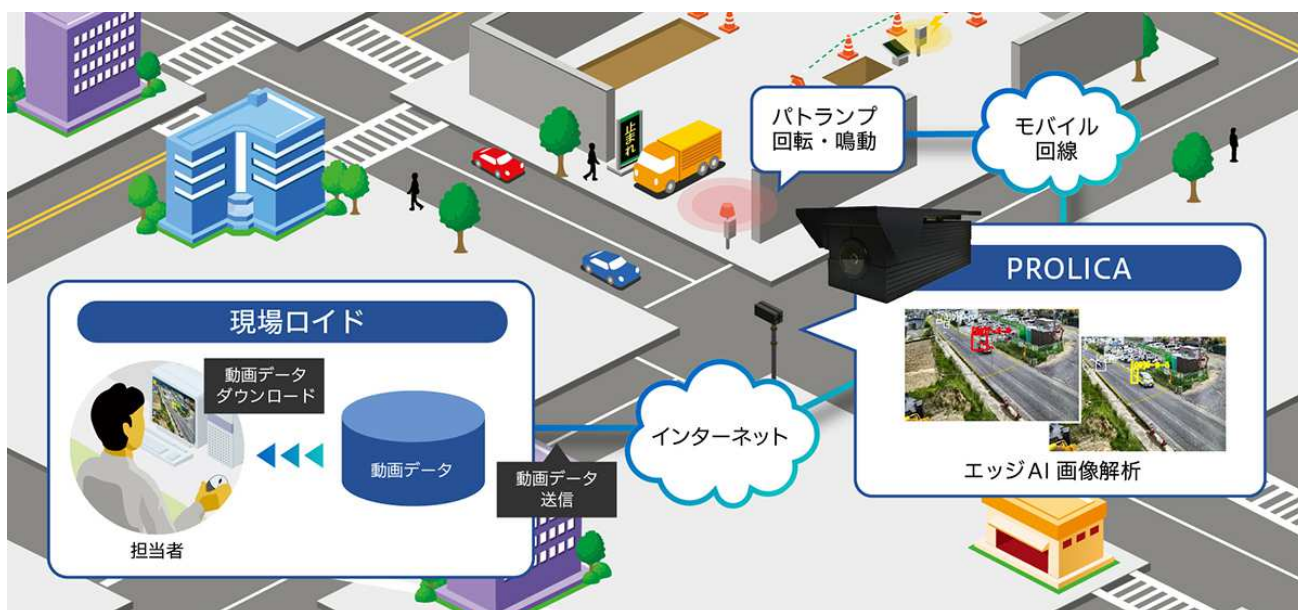 止まれ
パトランプ
回転・鳴動
モバイル
回線
PROLICA
エッジAI 画像解析
現場ロイド
動画データ
ダウンロード
動画データ
担当者
インターネット
動画データ
送信